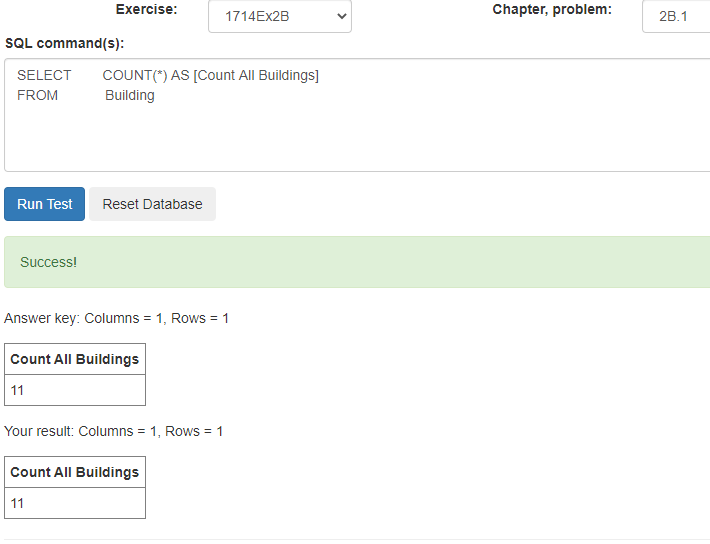 Exercise: 1714Ex2B Chapter, problem: 2B.1
SQL command(s):
SELECT COUNT(*) AS [Count All Buildings]
FROM Building
Run Test Reset Database
Success!
Answer key: Columns = 1, Rows = 1
Count All Buildings
11
Your result: Columns = 1, Rows = 1
Count All Buildings
11